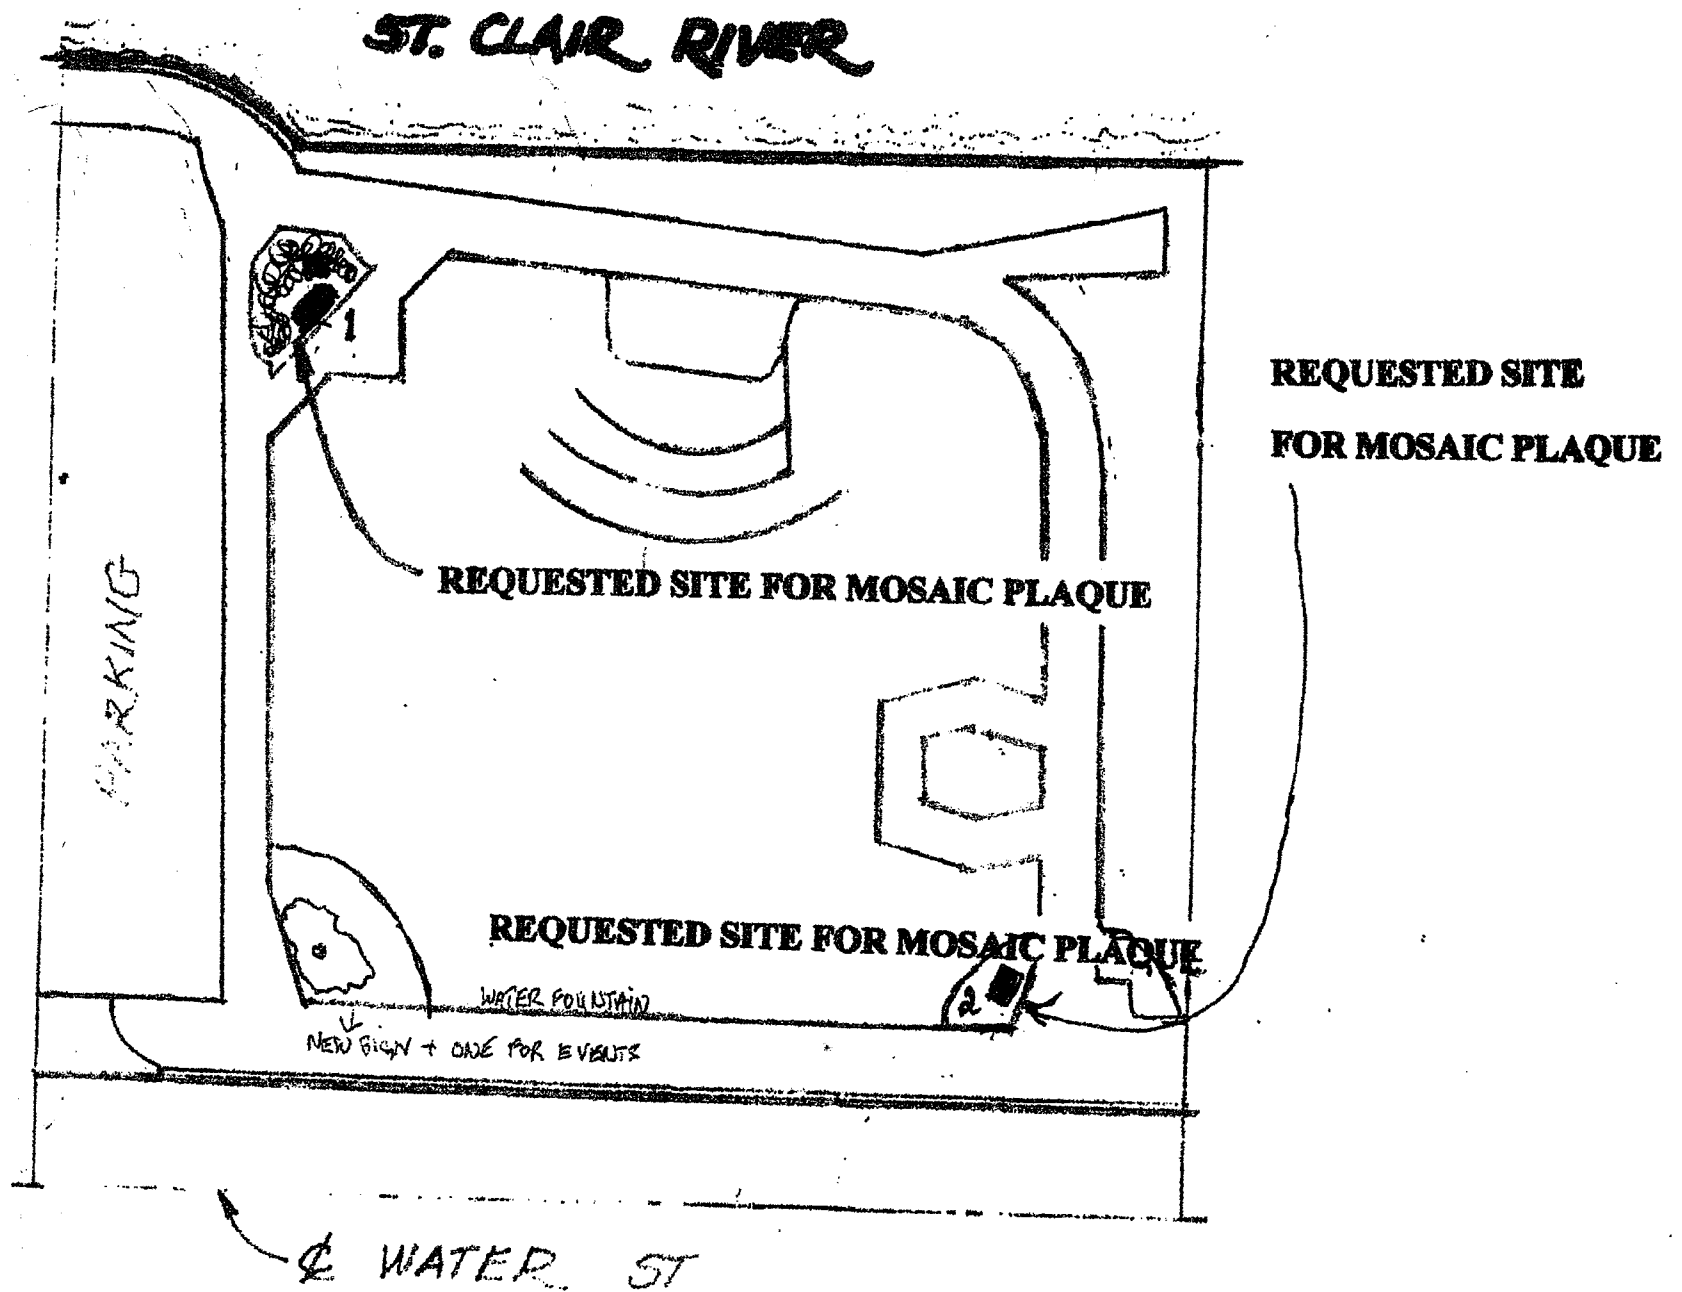 ST. CLAIR RIVER
1
REQUESTED SITE
FOR MOSAIC PLAQUE
REQUESTED SITE FOR MOSAIC PLAQUE
PARKING
REQUESTED SITE FOR MOSAIC PLAQUE
2
WATER FOUNTAIN
NEW SIGN + ONE FOR EVENTS
℄ WATER ST